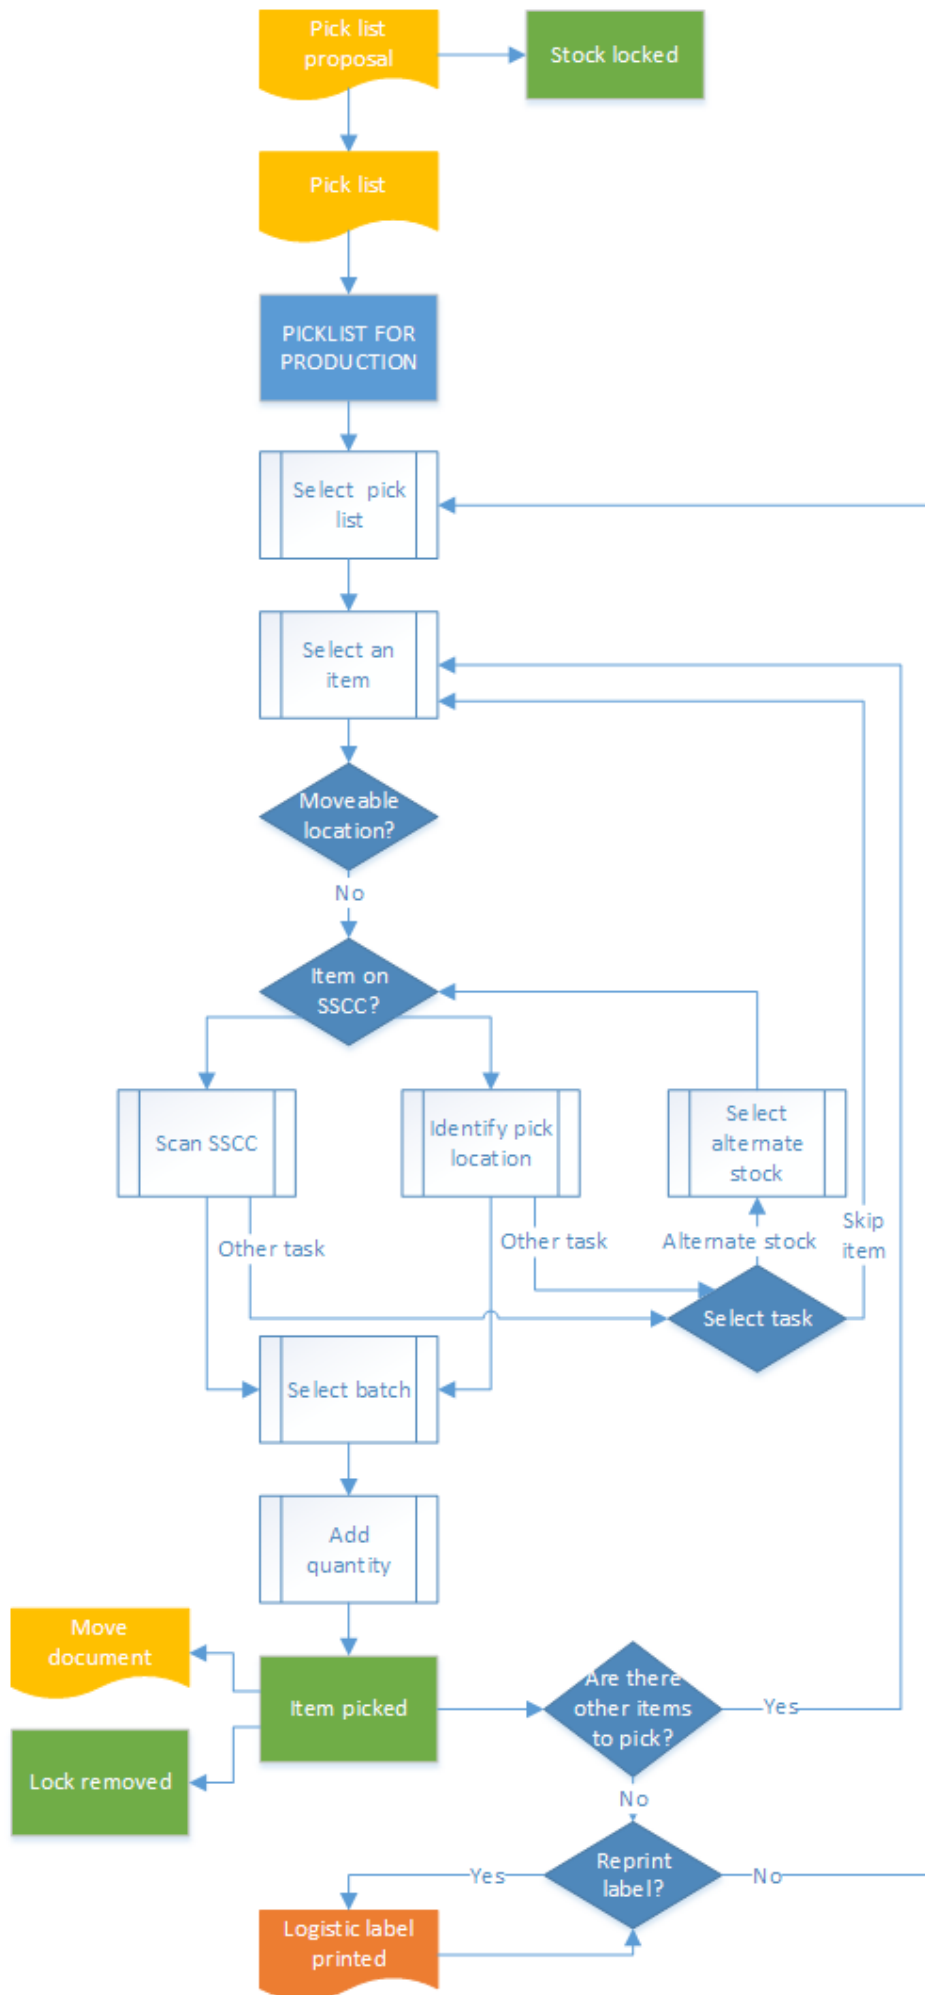 Pick list
proposal
Stock locked
Pick list
PICKLIST FOR
PRODUCTION
Select pick
list
Select an
item
Moveable
location?
No
Item on
SSCC?
Scan SSCC
Identify pick
location
Select
alternate
stock
Other task
Other task
Alternate stock
Skip
item
Select task
Select batch
Add
quantity
Move
document
Item picked
Are there
other items
to pick?
Yes
Lock removed
No
Reprint
label?
Yes
No
Logistic label
printed